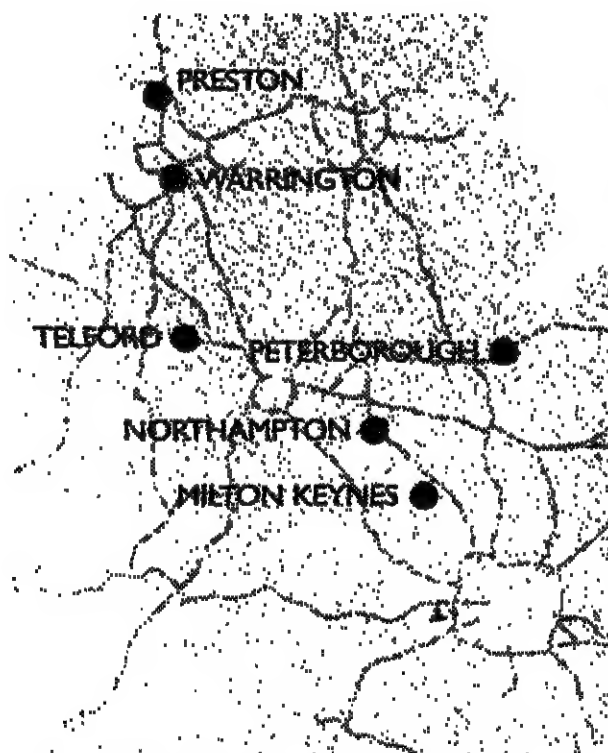 PRESTON
WARRINGTON
TELFORD
PETERBOROUGH
NORTHAMPTON
MILTON KEYNES